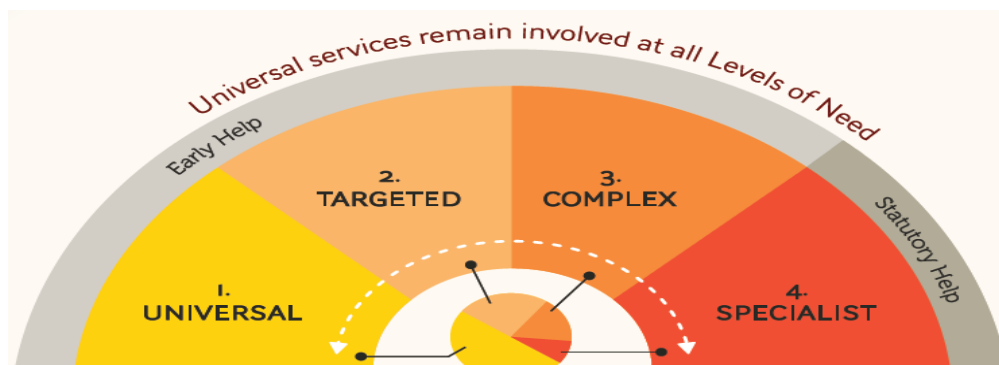 Universal services remain involved at all Levels of Need
Early Help
2.
TARGETED
3.
COMPLEX
Statutory Help
1.
UNIVERSAL
4.
SPECIALIST